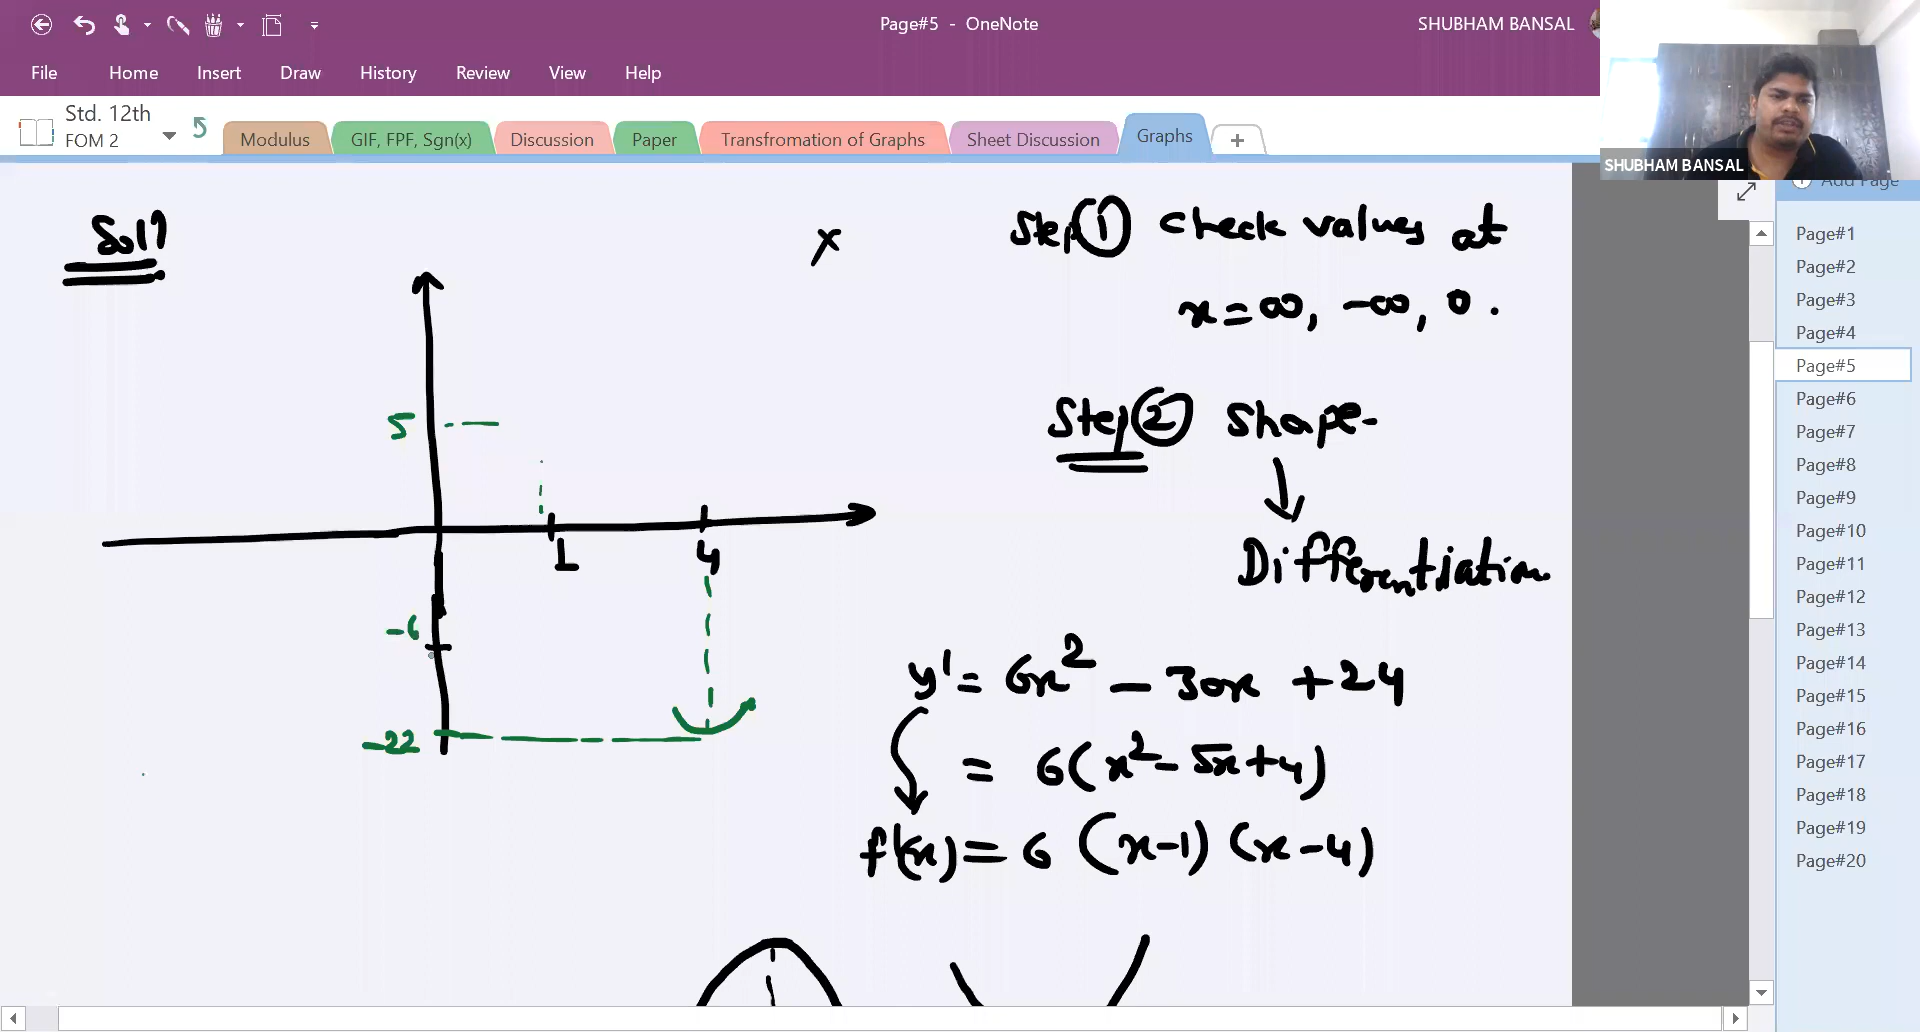 Page#5 - OneNote
SHUBHAM BANSAL
File Home Insert Draw History Review View Help
Std. 12th
FOM 2
Modulus
GIF, FPF, Sgn(x)
Discussion
Paper
Transfromation of Graphs
Sheet Discussion
Graphs
+
SHUBHAM BANSAL
Add Page
Page#1
Page#2
Page#3
Page#4
Page#5
Page#6
Page#7
Page#8
Page#9
Page#10
Page#11
Page#12
Page#13
Page#14
Page#15
Page#16
Page#17
Page#18
Page#19
Page#20
Sol?
5
1
4
-6
-22
x
Step ① check values at
x = ∞, -∞, 0.
Step ② Shape-
Differentiation
y' = 6x² - 30x + 24
= 6(x² - 5x + 4)
f'(x) = 6 (x-1) (x-4)